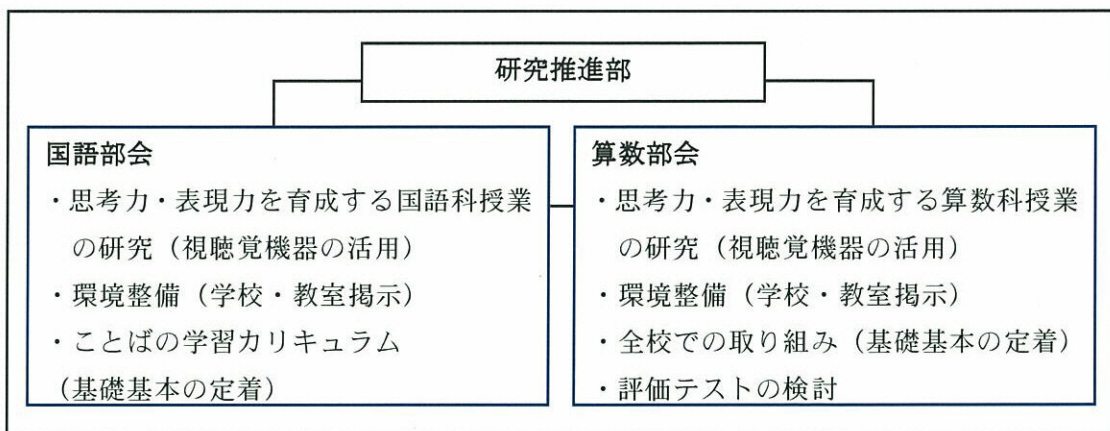 研究推進部
国語部会
・思考力・表現力を育成する国語科授業
の研究（視聴覚機器の活用）
・環境整備（学校・教室掲示）
・ことばの学習カリキュラム
（基礎基本の定着）
算数部会
・思考力・表現力を育成する算数科授業
の研究（視聴覚機器の活用）
・環境整備（学校・教室掲示）
・全校での取り組み（基礎基本の定着）
・評価テストの検討